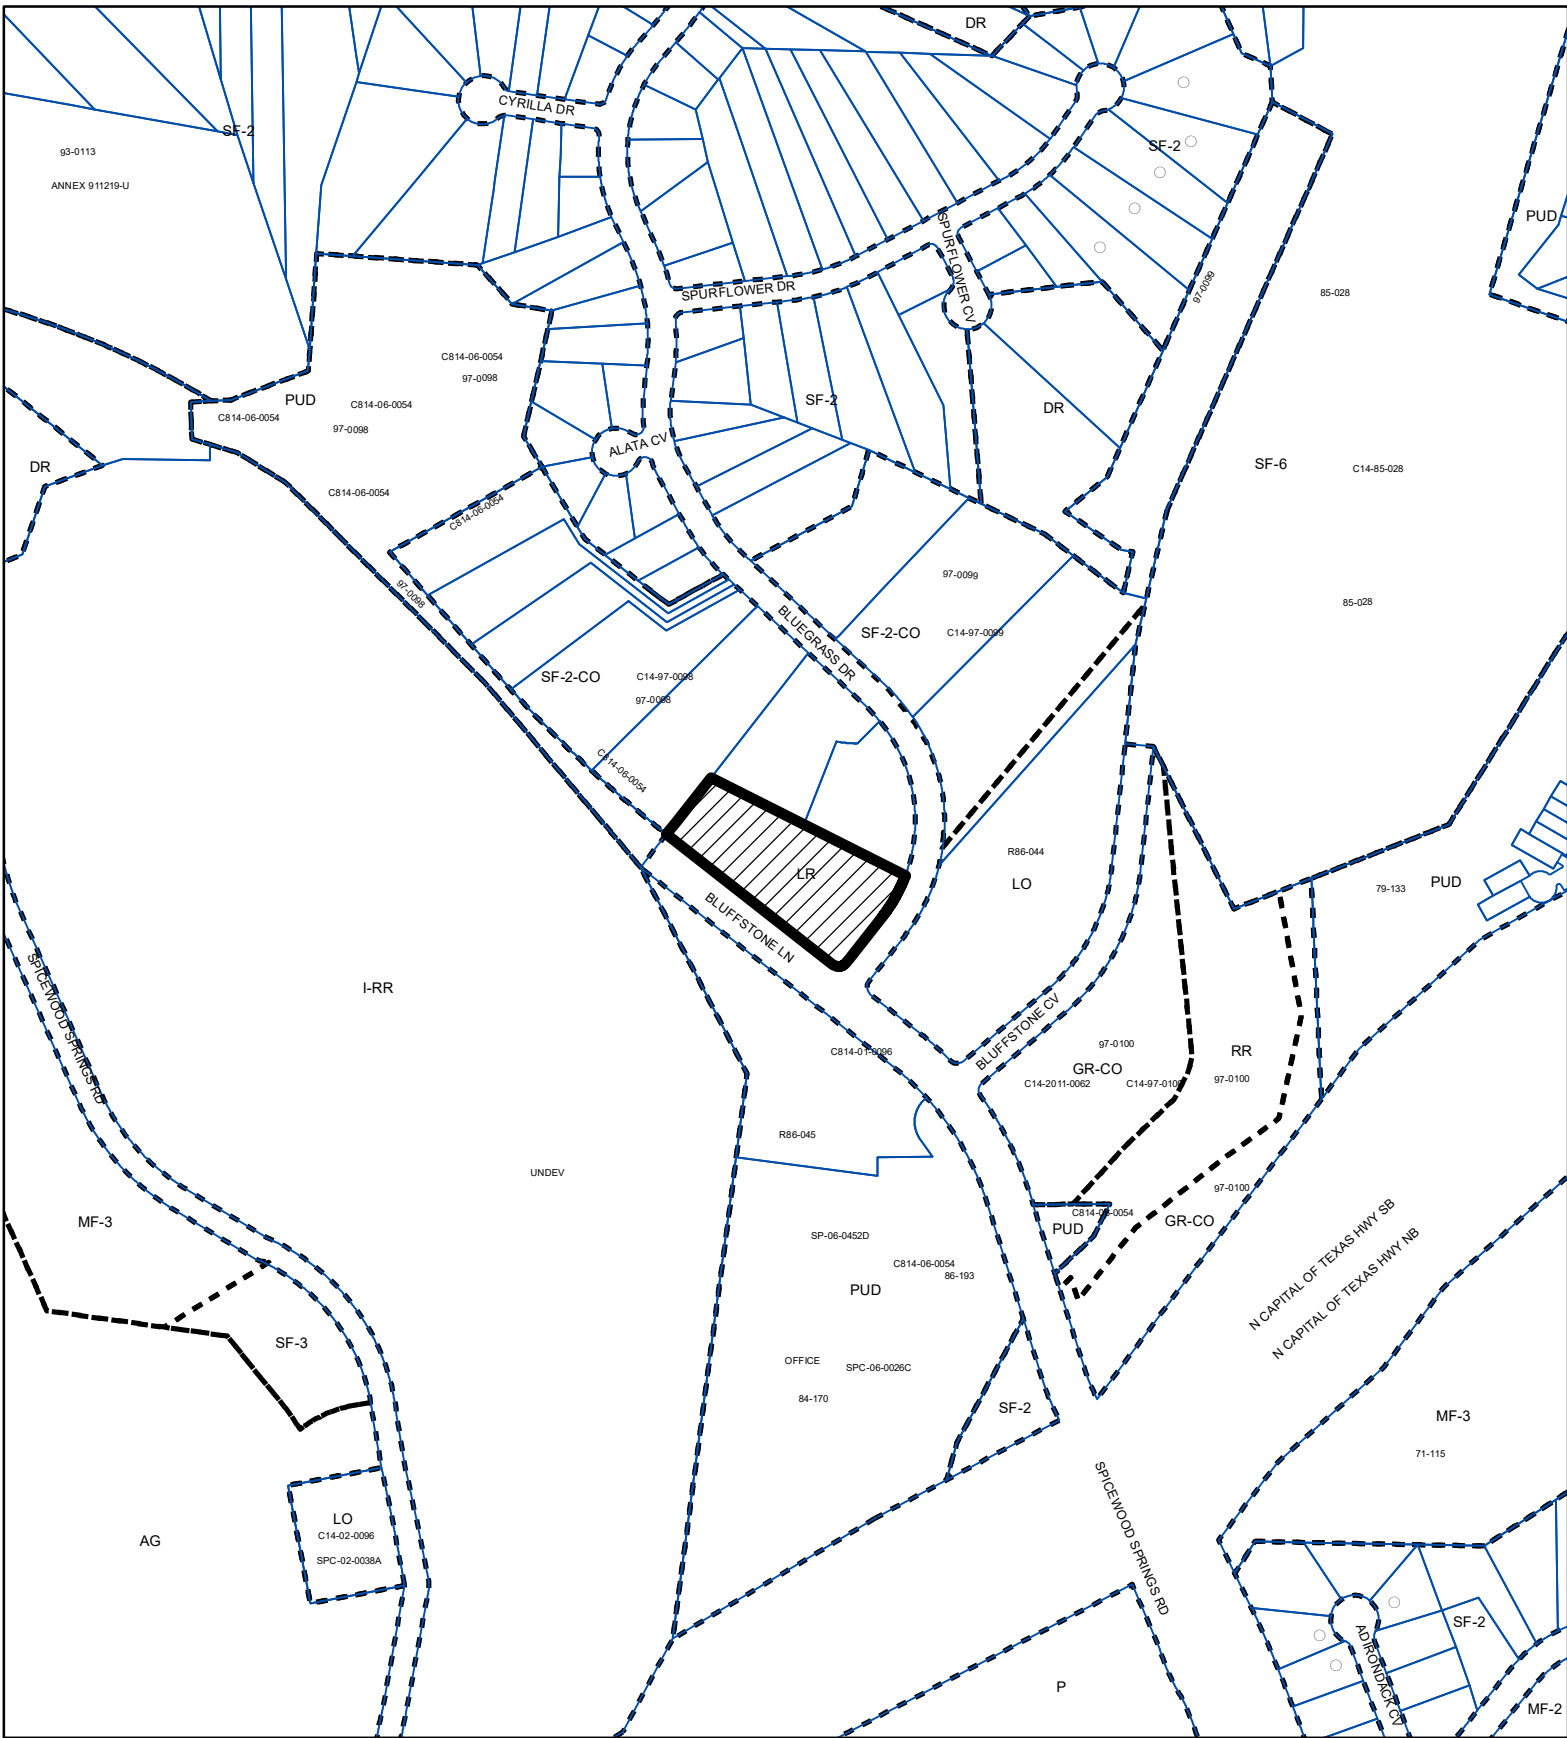 DR
CYRILLA DR
SF-2
93-0113
ANNEX 911219-U
SF-2
PUD
SPURFLOWER CV
SPURFLOWER DR
97-0099
85-028
C814-06-0054
97-0098
PUD
C814-06-0054
C814-06-0054
97-0098
SF-2
DR
ALATA CV
DR
SF-6
C14-85-028
C814-06-0054
C814-06-0054
97-0098
97-0099
85-028
BLUEGRASS DR
SF-2-CO
C14-97-0099
SF-2-CO
C14-97-0098
97-0098
C814-06-0054
R86-044
LO
LR
79-133
PUD
BLUFFSTONE LN
I-RR
SPICEWOOD SPRINGS RD
BLUFFSTONE CV
C814-01-0096
97-0100
RR
GR-CO
C14-2011-0062
C14-97-0100
97-0100
R86-045
UNDEV
97-0100
MF-3
C814-06-0054
PUD
GR-CO
SP-06-0452D
C814-06-0054
86-193
PUD
N CAPITAL OF TEXAS HWY SB
N CAPITAL OF TEXAS HWY NB
SF-3
OFFICE
SPC-06-0026C
84-170
SF-2
MF-3
71-115
SPICEWOOD SPRINGS RD
LO
C14-02-0096
SPC-02-0038A
AG
SF-2
ADIRONDACK CV
P
MF-2